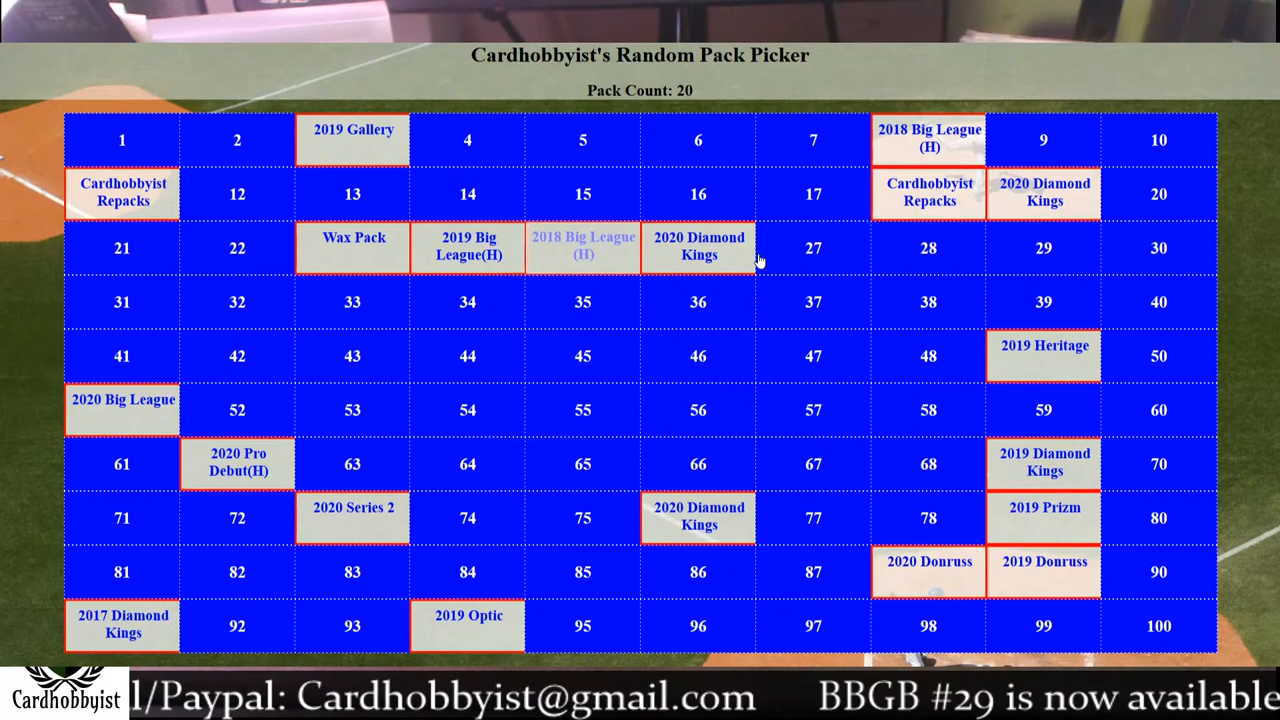 Cardhobbyist's Random Pack Picker
Pack Count: 20
1 2 2019 Gallery 4 5 6 7 2018 Big League (H) 9 10
Cardhobbyist Repacks 12 13 14 15 16 17 Cardhobbyist Repacks 2020 Diamond Kings 20
21 22 Wax Pack 2019 Big League(H) 2018 Big League (H) 2020 Diamond Kings 27 28 29 30
31 32 33 34 35 36 37 38 39 40
41 42 43 44 45 46 47 48 2019 Heritage 50
2020 Big League 52 53 54 55 56 57 58 59 60
61 2020 Pro Debut(H) 63 64 65 66 67 68 2019 Diamond Kings 70
71 72 2020 Series 2 74 75 2020 Diamond Kings 77 78 2019 Prizm 80
81 82 83 84 85 86 87 2020 Donruss 2019 Donruss 90
2017 Diamond Kings 92 93 2019 Optic 95 96 97 98 99 100
Cardhobbyist
l/Paypal: Cardhobbyist@gmail.com BBGB #29 is now available